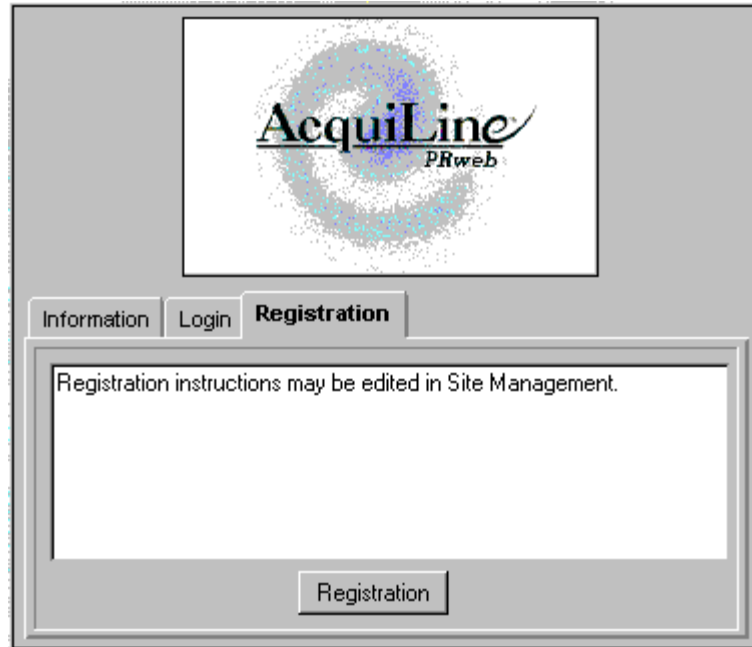 AcquiLine
PRweb
Information Login Registration
Registration instructions may be edited in Site Management.
Registration